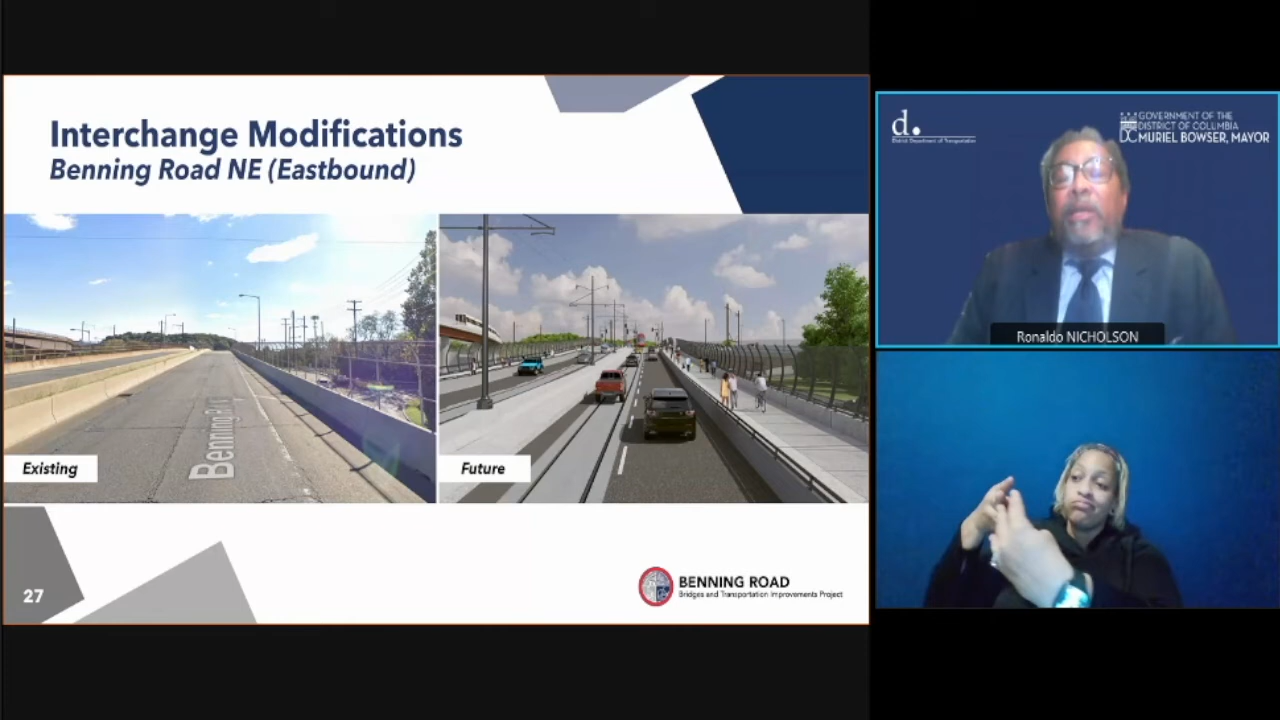 Interchange Modifications
Benning Road NE (Eastbound)
Benning Rd
Existing
Future
27
BENNING ROAD
Bridges and Transportation Improvements Project
d.
District Department of Transportation
GOVERNMENT OF THE
DISTRICT OF COLUMBIA
DC MURIEL BOWSER, MAYOR
Ronaldo NICHOLSON